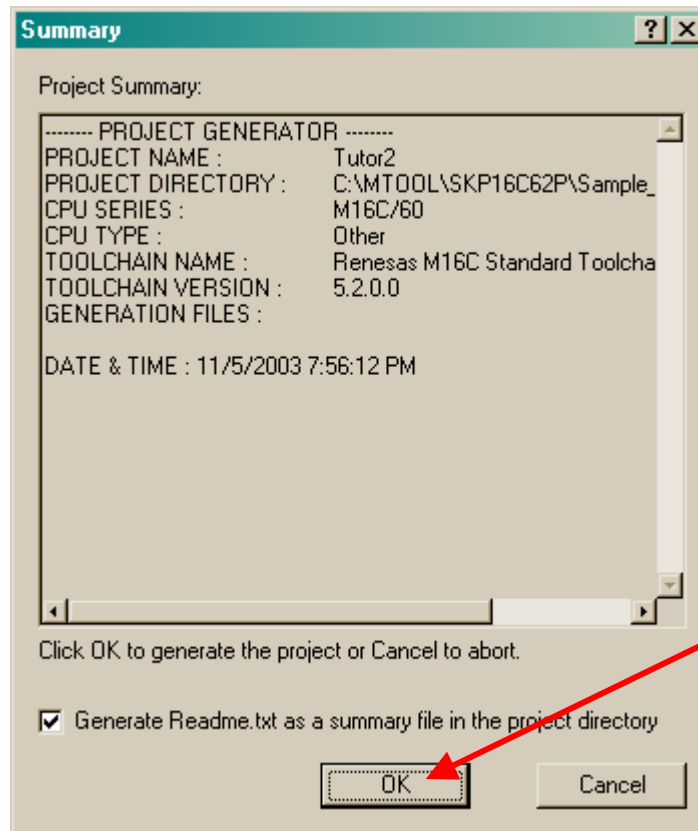 Summary
Project Summary:
-------- PROJECT GENERATOR --------
PROJECT NAME : Tutor2
PROJECT DIRECTORY : C:\MTOOL\SKP16C62P\Sample_
CPU SERIES : M16C/60
CPU TYPE : Other
TOOLCHAIN NAME : Renesas M16C Standard Toolcha
TOOLCHAIN VERSION : 5.2.0.0
GENERATION FILES :
DATE & TIME : 11/5/2003 7:56:12 PM
Click OK to generate the project or Cancel to abort.
Generate Readme.txt as a summary file in the project directory
OK Cancel